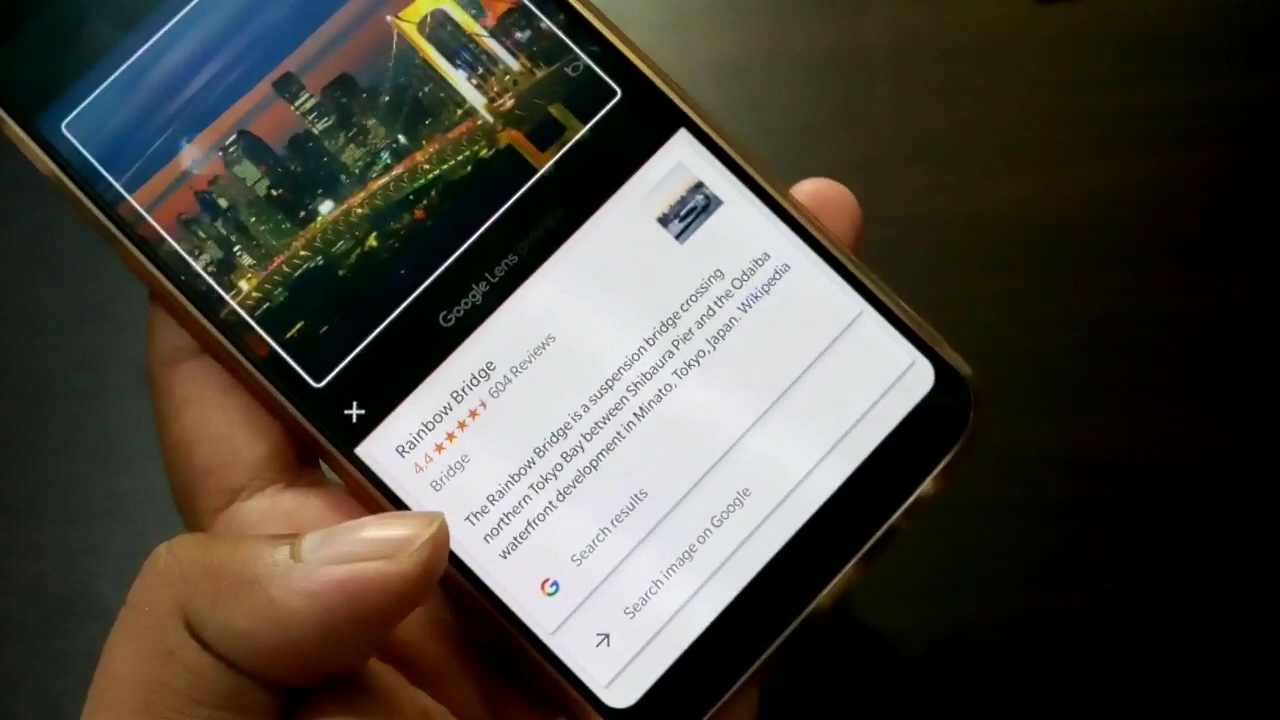 Google Lens
Rainbow Bridge
4.4 ★★★★ 604 Reviews
Bridge
The Rainbow Bridge is a suspension bridge crossing
northern Tokyo Bay between Shibaura Pier and the Odaiba
waterfront development in Minato, Tokyo, Japan. Wikipedia
G Search results
Search image on Google